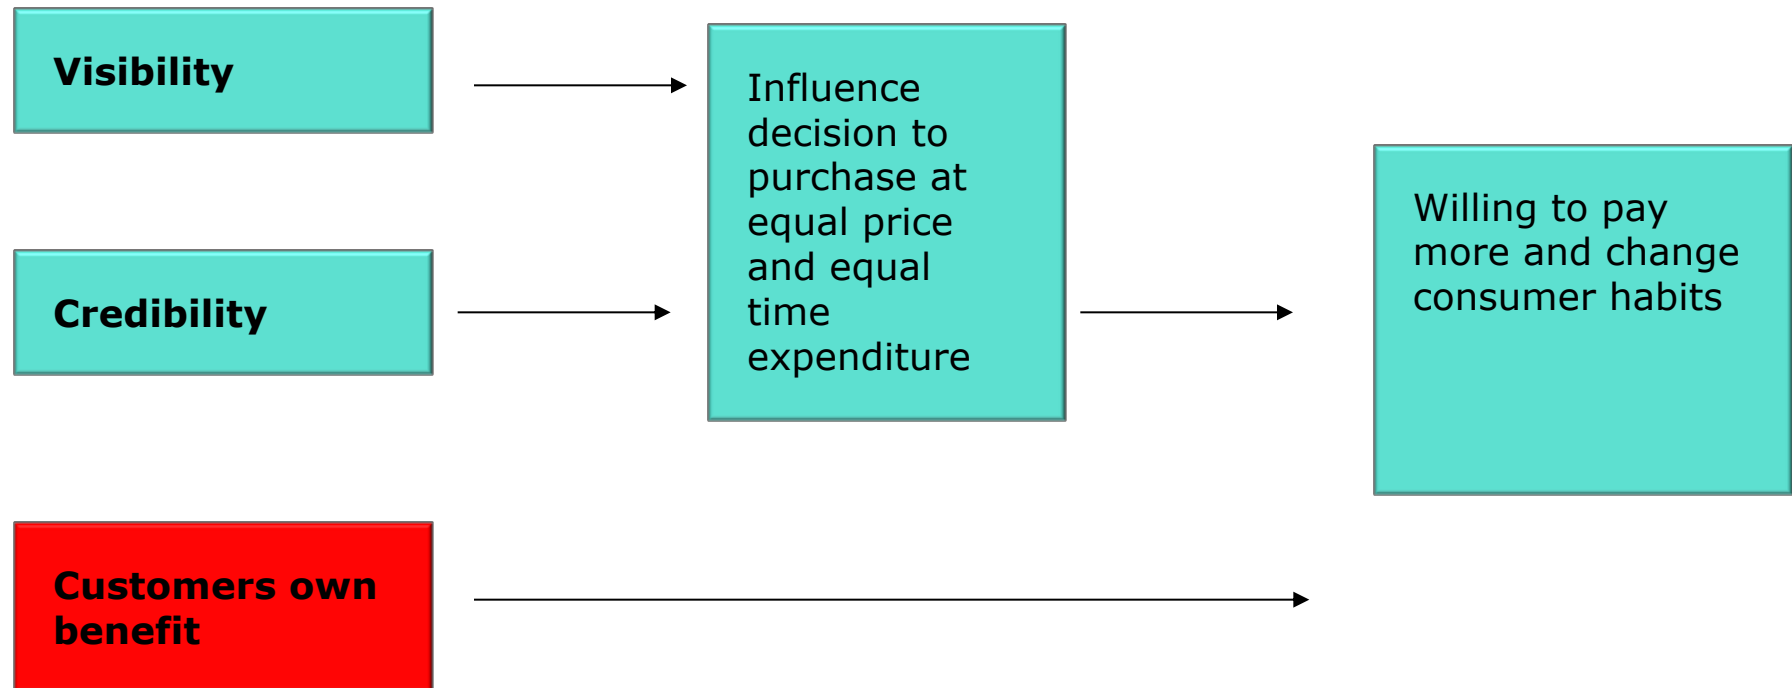 Visibility
Influence
decision to
purchase at
equal price
and equal
time
expenditure
Willing to pay
more and change
consumer habits
Credibility
Customers own
benefit